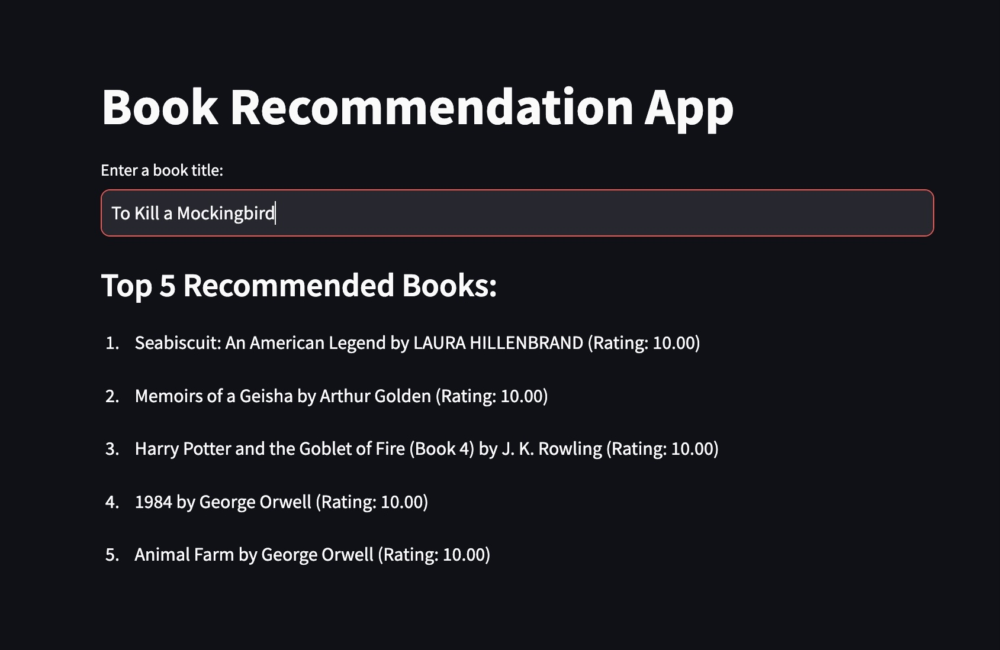 Book Recommendation App
Enter a book title:
To Kill a Mockingbird
Top 5 Recommended Books:
1. Seabiscuit: An American Legend by LAURA HILLENBRAND (Rating: 10.00)
2. Memoirs of a Geisha by Arthur Golden (Rating: 10.00)
3. Harry Potter and the Goblet of Fire (Book 4) by J. K. Rowling (Rating: 10.00)
4. 1984 by George Orwell (Rating: 10.00)
5. Animal Farm by George Orwell (Rating: 10.00)